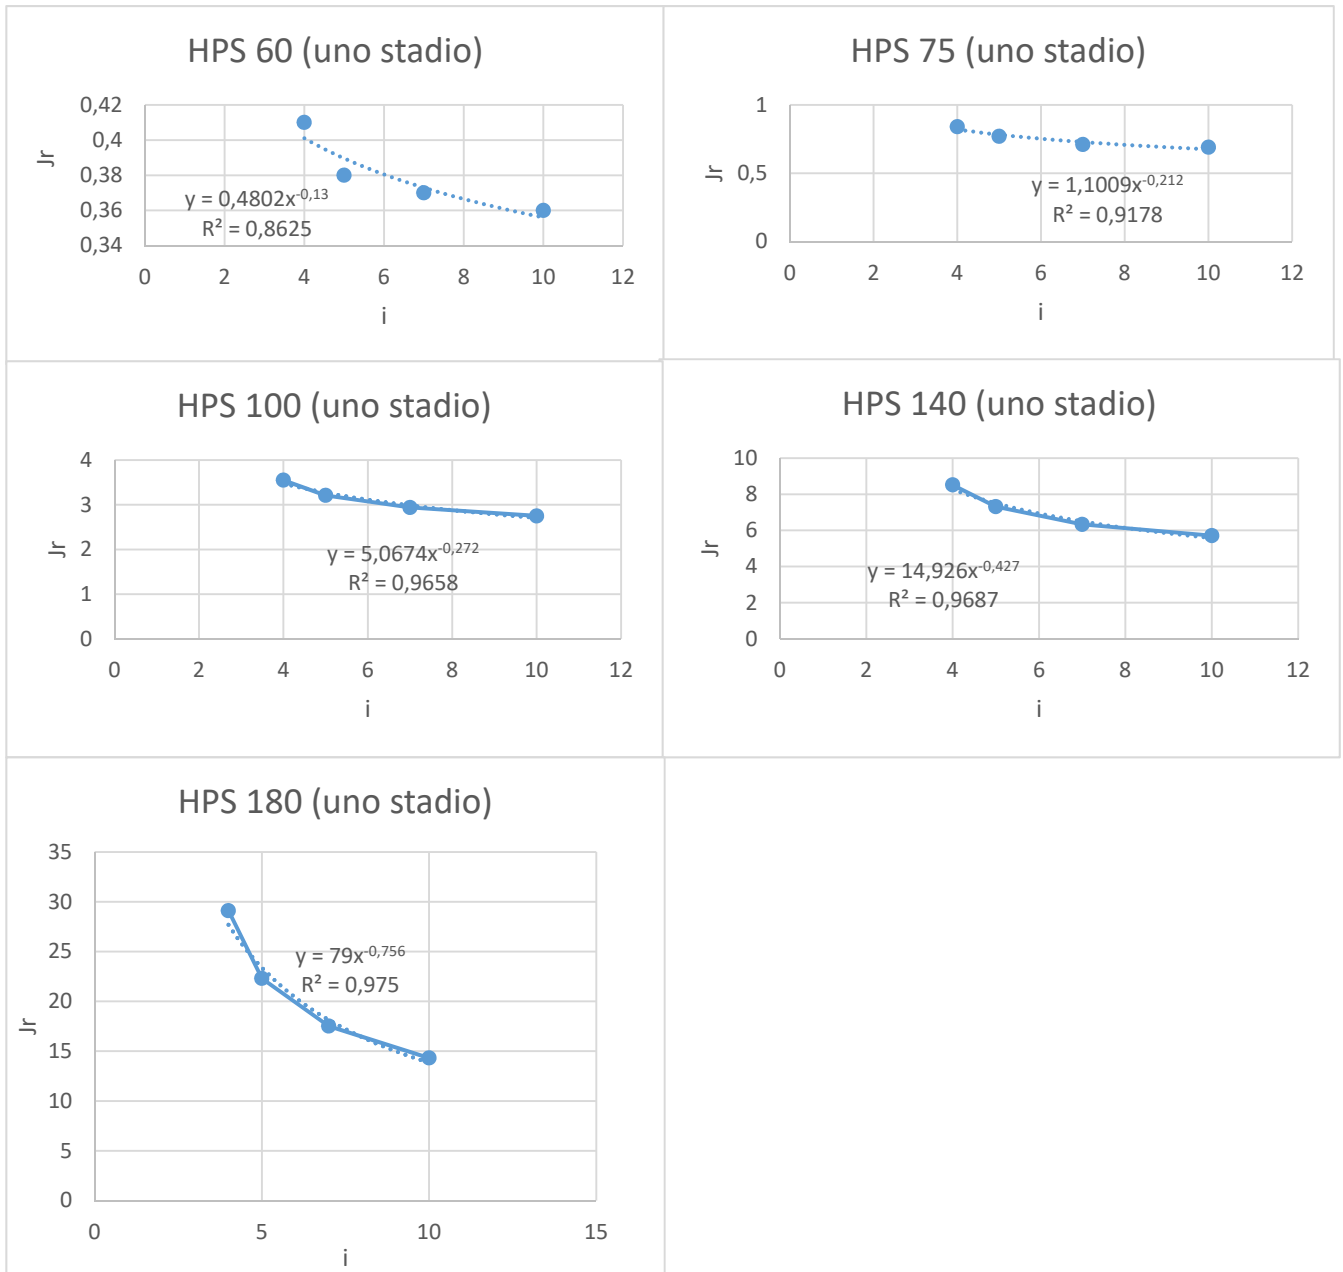 HPS 60 (uno stadio)
0,42
0,4
0,38
0,36
0,34
Jr
y = 0,4802x^-0,13
R² = 0,8625
0 2 4 6 8 10 12
i
HPS 75 (uno stadio)
1
0,5
0
Jr
y = 1,1009x^-0,212
R² = 0,9178
0 2 4 6 8 10 12
i
HPS 100 (uno stadio)
4
3
2
1
0
Jr
y = 5,0674x^-0,272
R² = 0,9658
0 2 4 6 8 10 12
i
HPS 140 (uno stadio)
10
8
6
4
2
0
Jr
y = 14,926x^-0,427
R² = 0,9687
0 2 4 6 8 10 12
i
HPS 180 (uno stadio)
35
30
25
20
15
10
5
0
Jr
y = 79x^-0,756
R² = 0,975
0 5 10 15
i